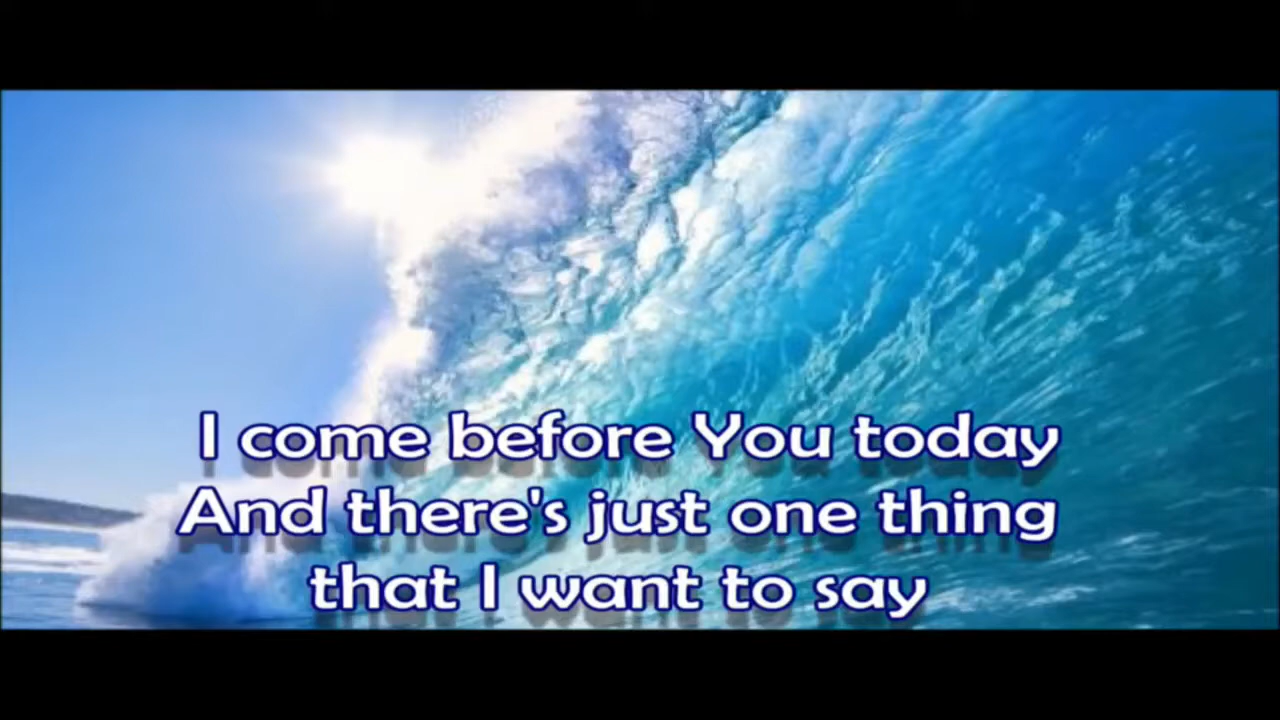 I come before You today
And there's just one thing
that I want to say